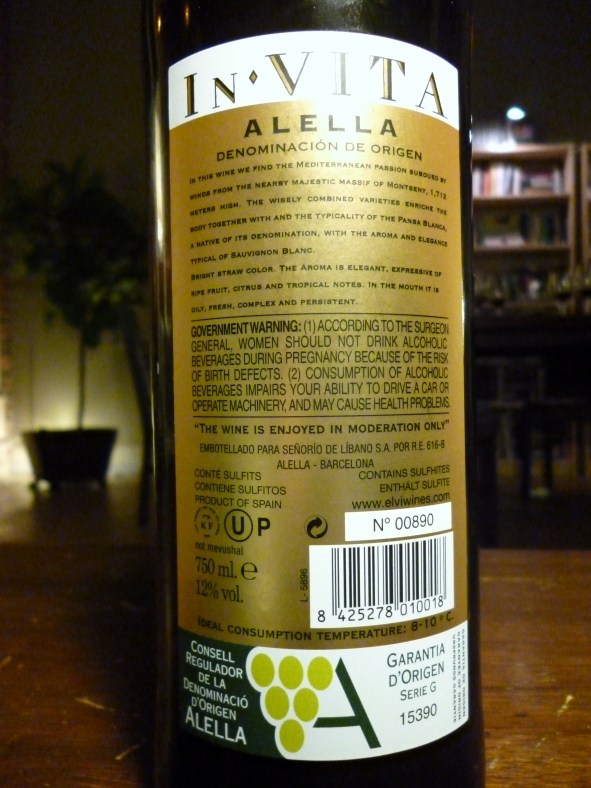 IN·VITA
ALELLA
DENOMINACIÓN DE ORIGEN
IN THIS WINE WE FIND THE MEDITERRANEAN PASSION SUBDUED BY
WINDS FROM THE NEARBY MAJESTIC MASSIF OF MONTSENY, 1,712
METERS HIGH. THE WISELY COMBINED VARIETIES ENRICHE THE
BODY TOGETHER WITH AND THE TYPICALITY OF THE PANSA BLANCA,
A NATIVE OF ITS DENOMINATION, WITH THE AROMA AND ELEGANCE
TYPICAL OF SAUVIGNON BLANC.
BRIGHT STRAW COLOR. THE AROMA IS ELEGANT, EXPRESSIVE OF
RIPE FRUIT, CITRUS AND TROPICAL NOTES. IN THE MOUTH IT IS
OILY, FRESH, COMPLEX AND PERSISTENT.
GOVERNMENT WARNING: (1) ACCORDING TO THE SURGEON
GENERAL, WOMEN SHOULD NOT DRINK ALCOHOLIC
BEVERAGES DURING PREGNANCY BECAUSE OF THE RISK
OF BIRTH DEFECTS. (2) CONSUMPTION OF ALCOHOLIC
BEVERAGES IMPAIRS YOUR ABILITY TO DRIVE A CAR OR
OPERATE MACHINERY, AND MAY CAUSE HEALTH PROBLEMS.
"THE WINE IS ENJOYED IN MODERATION ONLY"
EMBOTELLADO PARA SEÑORÍO DE LÍBANO S.A. POR R.E. 616-B
ALELLA - BARCELONA
CONTÉ SULFITS
CONTIENE SULFITOS
PRODUCT OF SPAIN
CONTAINS SULFHITES
ENTHÄLT SULFITE
www.elviwines.com
KF U P
not mevushal
750 ml. e
12% vol.
Nº 00890
L-5896
8 425278 010018
IDEAL CONSUMPTION TEMPERATURE: 8-10 º C.
CONSELL
REGULADOR
DE LA
DENOMINACIÓ
D'ORIGEN
ALELLA
A
GARANTIA
D'ORIGEN
SERIE G
15390
GARANTIA DE ORIGEN